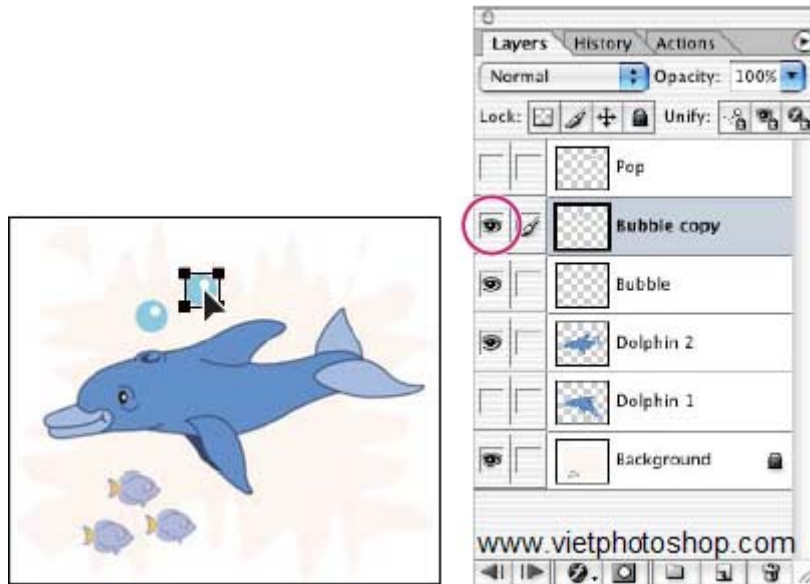 Layers History Actions
Normal Opacity: 100%
Lock: Unify:
Pop
Bubble copy
Bubble
Dolphin 2
Dolphin 1
Background
www.vietphotoshop.com